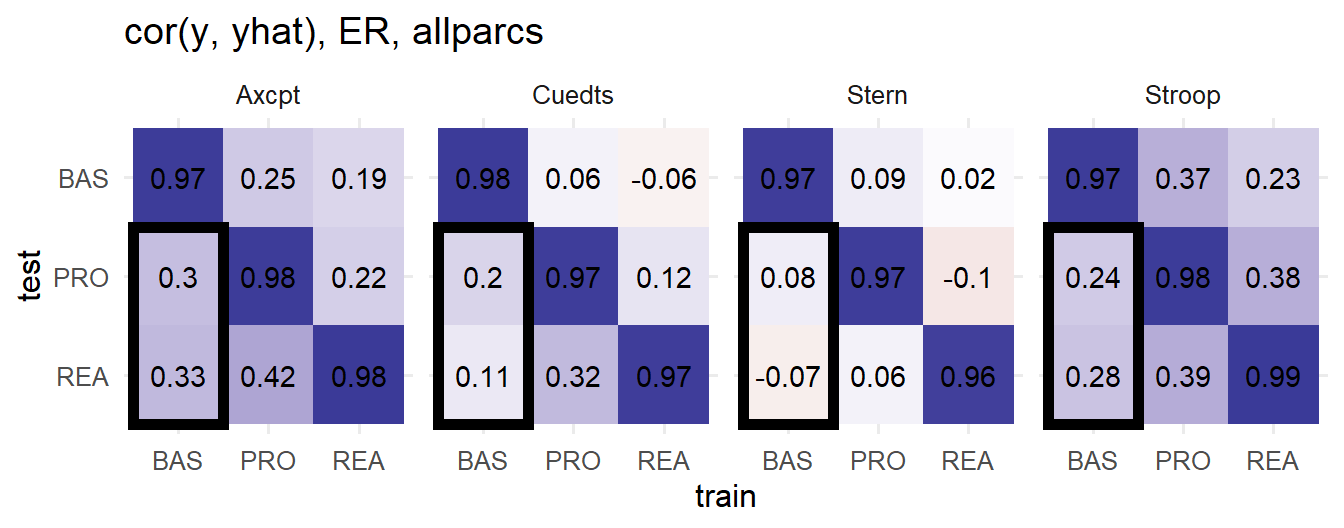 cor(y, yhat), ER, allparcs
Axcpt Cuedts Stern Stroop
BAS 0.97 0.25 0.19 0.98 0.06 -0.06 0.97 0.09 0.02 0.97 0.37 0.23
test
PRO 0.3 0.98 0.22 0.2 0.97 0.12 0.08 0.97 -0.1 0.24 0.98 0.38
REA 0.33 0.42 0.98 0.11 0.32 0.97 -0.07 0.06 0.96 0.28 0.39 0.99
BAS PRO REA BAS PRO REA BAS PRO REA BAS PRO REA
train